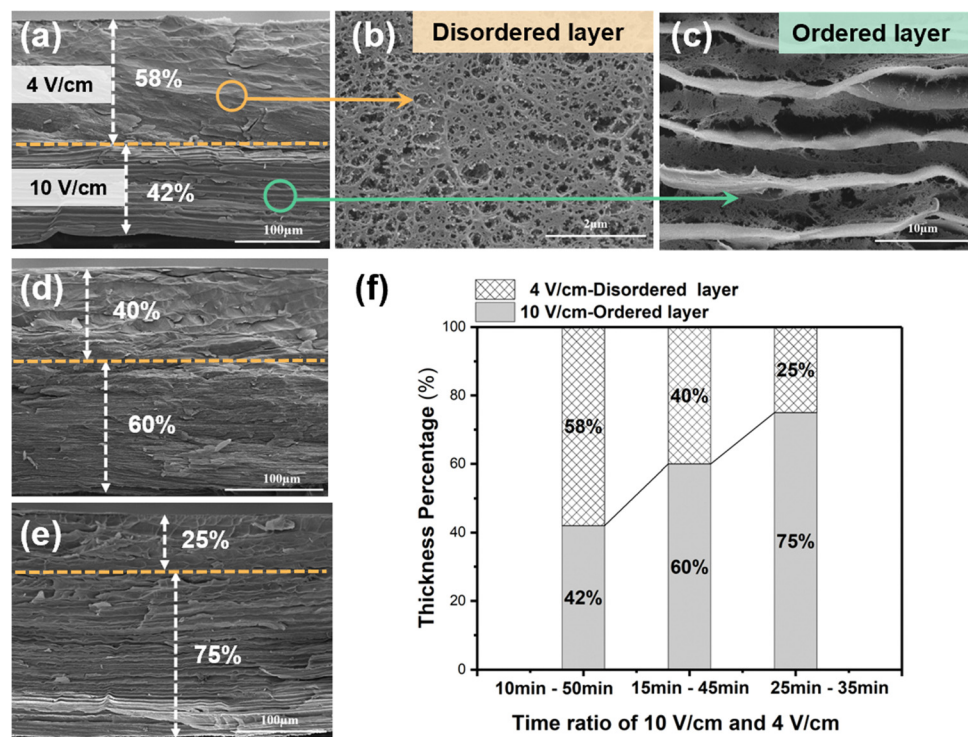 (a)
4 V/cm
58%
10 V/cm
42%
100μm
(b)
Disordered layer
2μm
(c)
Ordered layer
10μm
(d)
40%
60%
100μm
(e)
25%
75%
100μm
(f)
4 V/cm-Disordered layer
10 V/cm-Ordered layer
Thickness Percentage (%)
100
80
60
40
20
0
58%
42%
40%
60%
25%
75%
10min - 50min
15min - 45min
25min - 35min
Time ratio of 10 V/cm and 4 V/cm